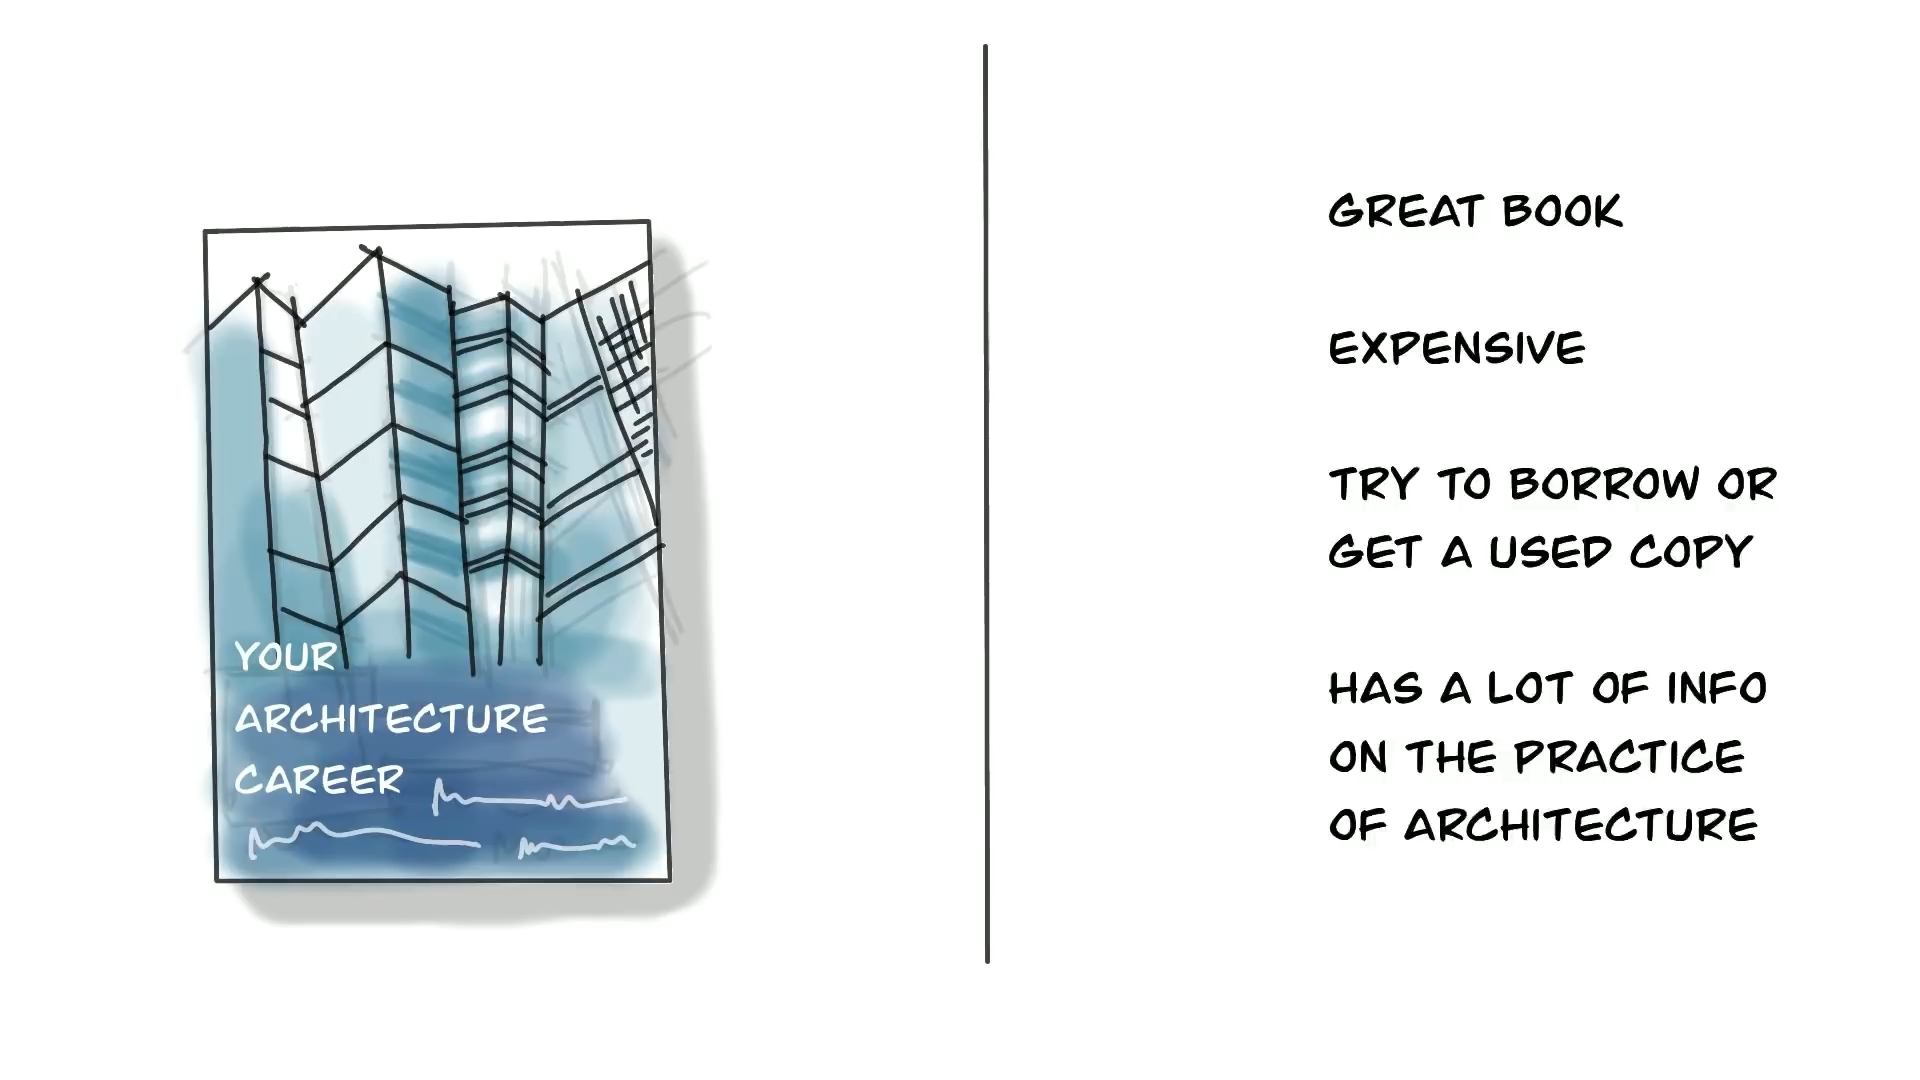 YOUR
ARCHITECTURE
CAREER
GREAT BOOK
EXPENSIVE
TRY TO BORROW OR
GET A USED COPY
HAS A LOT OF INFO
ON THE PRACTICE
OF ARCHITECTURE